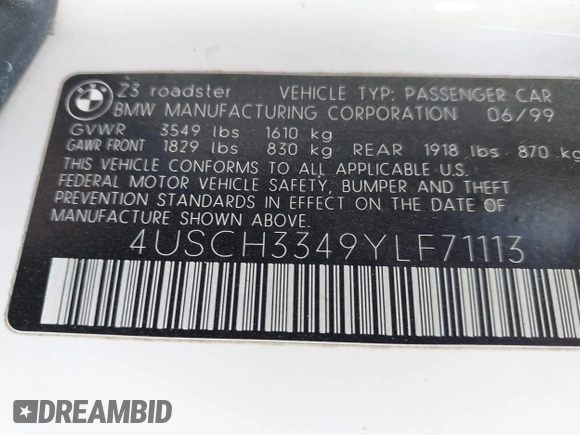 BMW
Z3 roadster VEHICLE TYP: PASSENGER CAR
BMW MANUFACTURING CORPORATION 06/99
GVWR 3549 lbs 1610 kg
GAWR FRONT 1829 lbs 830 kg REAR 1918 lbs. 870 kg
THIS VEHICLE CONFORMS TO ALL APPLICABLE U.S.
FEDERAL MOTOR VEHICLE SAFETY, BUMPER AND THEFT
PREVENTION STANDARDS IN EFFECT ON THE DATE OF
MANUFACTURE SHOWN ABOVE.
4USCH3349YLF71113
DREAMBID